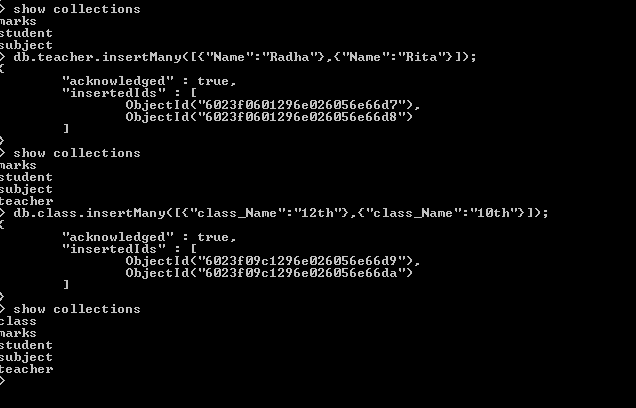 > show collections
marks
student
subject
> db.teacher.insertMany([{"Name":"Radha"},{"Name":"Rita"}]);
{
        "acknowledged" : true,
        "insertedIds" : [
                ObjectId("6023f0601296e026056e66d7"),
                ObjectId("6023f0601296e026056e66d8")
        ]
}
> show collections
marks
student
subject
teacher
> db.class.insertMany([{"class_Name":"12th"},{"class_Name":"10th"}]);
{
        "acknowledged" : true,
        "insertedIds" : [
                ObjectId("6023f09c1296e026056e66d9"),
                ObjectId("6023f09c1296e026056e66da")
        ]
}
> show collections
class
marks
student
subject
teacher
>